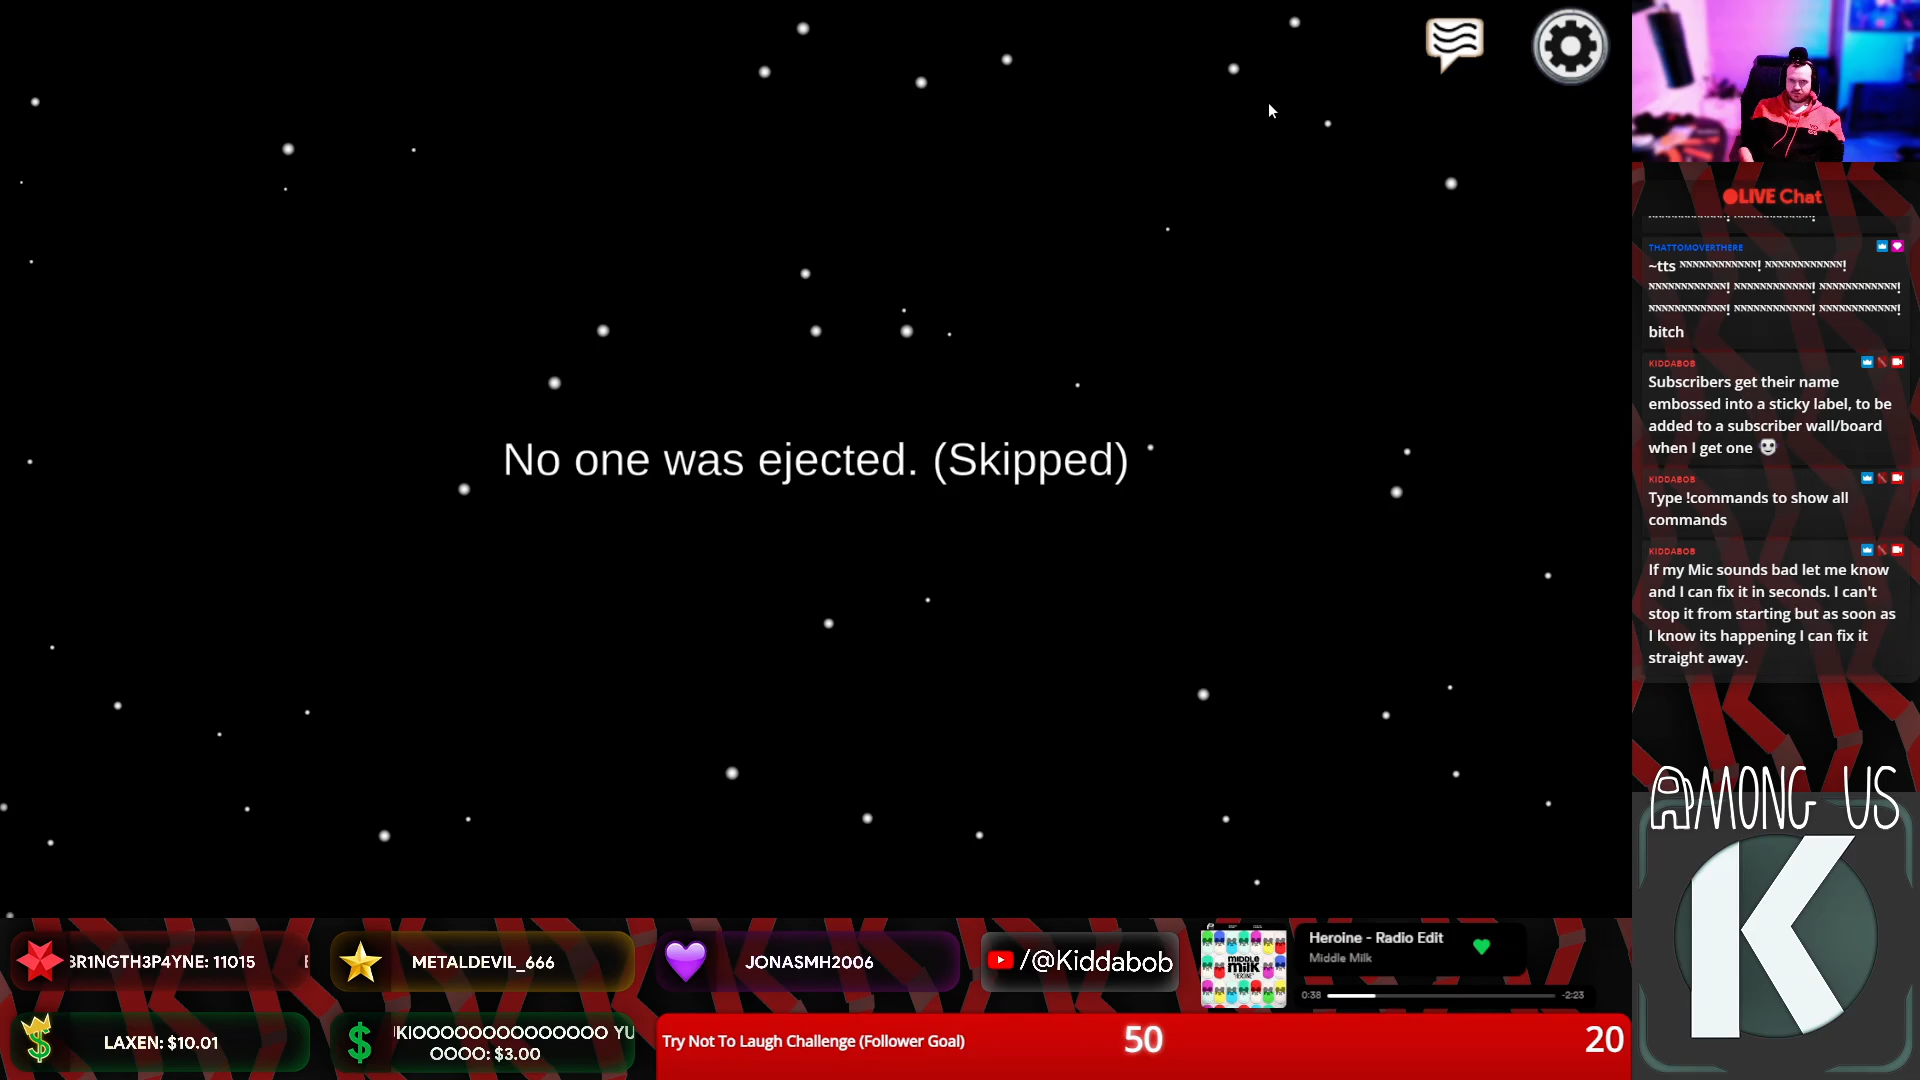 No one was ejected. (Skipped)
LIVE Chat
THATTOMOVERTHERE
~tts NNNNNNNNNNNN! NNNNNNNNNNNN!
NNNNNNNNNNNN! NNNNNNNNNNNN! NNNNNNNNNNNN!
NNNNNNNNNNNN! NNNNNNNNNNNN! NNNNNNNNNNNN!
bitch
KIDDABOB
Subscribers get their name
embossed into a sticky label, to be
added to a subscriber wall/board
when I get one
KIDDABOB
Type !commands to show all
commands
KIDDABOB
If my Mic sounds bad let me know
and I can fix it in seconds. I can't
stop it from starting but as soon as
I know its happening I can fix it
straight away.
AMONG US
K
BR1NGTH3P4YNE: 11015
METALDEVIL_666
JONASMH2006
/@Kiddabob
MIDDLE
milk
Heroine - Radio Edit
Middle Milk
0:38
-2:23
LAXEN: $10.01
KIOOOOOOOOOOOOOO YU
OOOO: $3.00
Try Not To Laugh Challenge (Follower Goal)
50
20